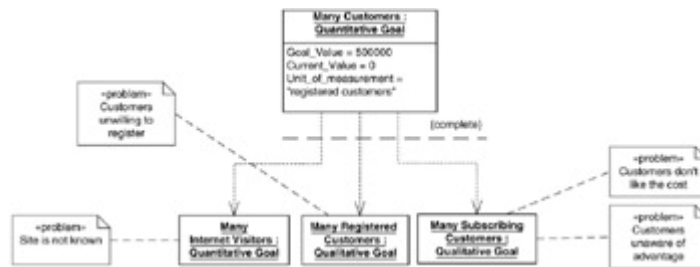 Many Customers :
Quantitative Goal
Goal_Value = 500000
Current_Value = 0
Unit_of_measurement =
"registered customers"
«problem»
Customers
unwilling to
register
{complete}
«problem»
Customers don't
like the cost
«problem»
Site is not known
Many
Internet Visitors :
Quantitative Goal
Many Registered
Customers :
Qualitative Goal
Many Subscribing
Customers :
Qualitative Goal
«problem»
Customers
unaware of
advantage